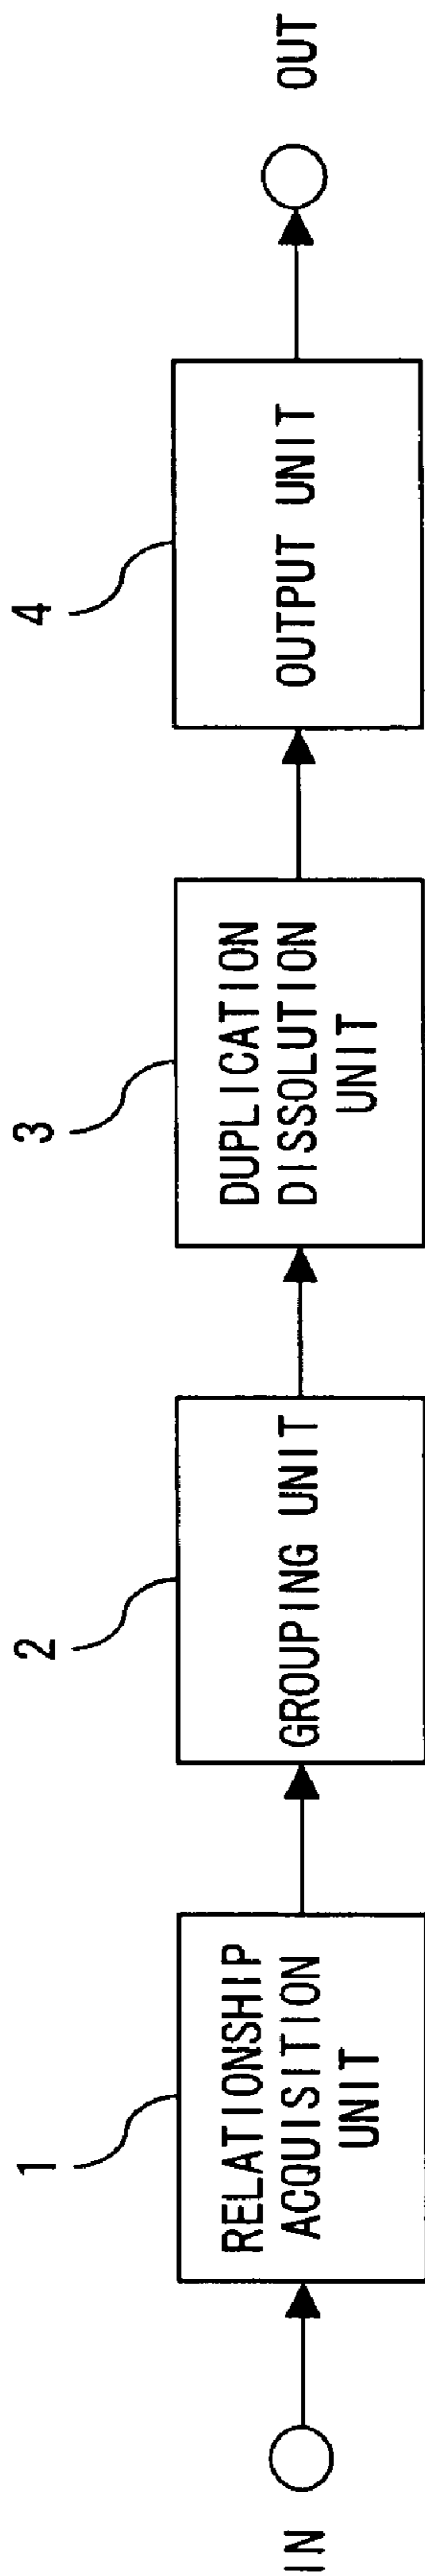 IN
1
RELATIONSHIP
ACQUISITION
UNIT
2
GROUPING UNIT
3
DUPLICATION
DISSOLUTION
UNIT
4
OUTPUT UNIT
OUT